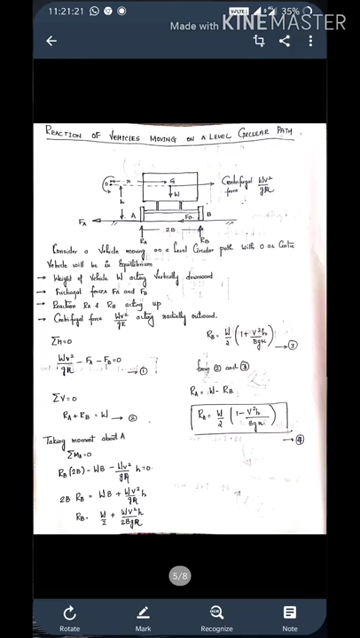 11:21:21
35%
Made with KINEMASTER
REACTION OF VEHICLES MOVING ON A LEVEL CIRCULAR PATH
G
W
h
A
B
FA
FB
2B
RA
RB
Centrifugal force Wv²/gR
Consider a Vehicle moving on a level Circular path with O as Centre
Vehicle will be in Equilibrium
→ Weight of Vehicle W acting Vertically downward
→ Frictional forces FA and FB
→ Reaction RA & RB acting up
→ Centrifugal force Wv²/gR acting radially outward.
ΣH=0
Wv²/gR - FA - FB = 0 → ①
ΣV=0
RA + RB = W → ②
Taking moment about A
ΣMA=0
RB(2B) - WB - Wv²/gR h = 0
2B RB = WB + Wv²/gR h
RB = W/2 + Wv²h/2BgR
RB = W/2 (1 + V²h/BgR) → ③
from ② and ③
RA = W - RB
RA = W/2 (1 - V²h/BgR) → ④
5/8
Rotate
Mark
Recognize
Note